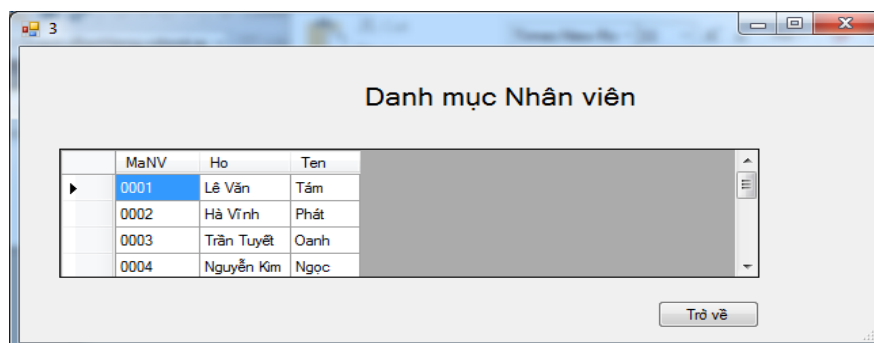 3
Danh mục Nhân viên
MaNV Ho Ten
0001 Lê Văn Tám
0002 Hà Vĩnh Phát
0003 Trần Tuyết Oanh
0004 Nguyễn Kim Ngọc
Trở về